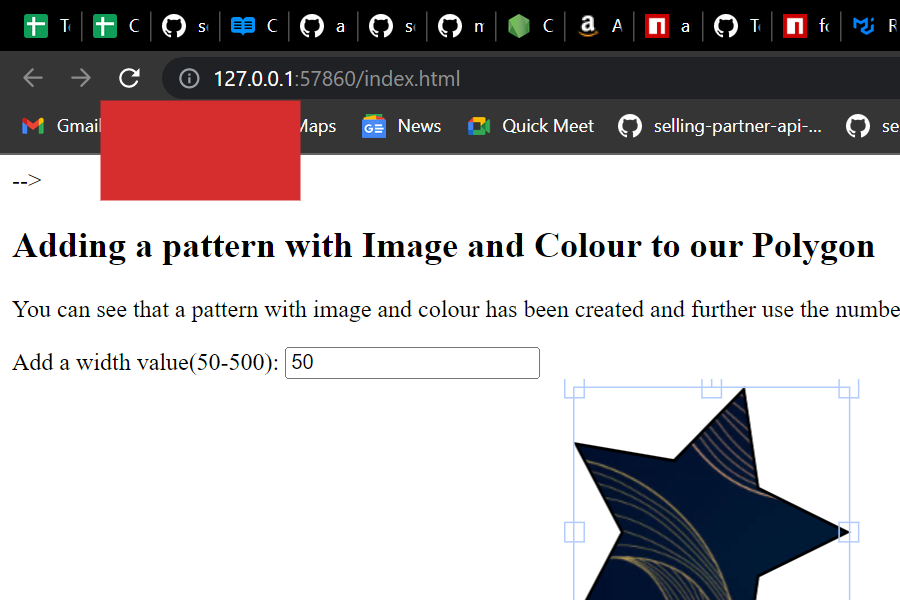 T C s C a s m C A a T f R
127.0.0.1:57860/index.html
Gmail Maps News Quick Meet selling-partner-api-... se
-->
Adding a pattern with Image and Colour to our Polygon
You can see that a pattern with image and colour has been created and further use the numbe
Add a width value(50-500): 50